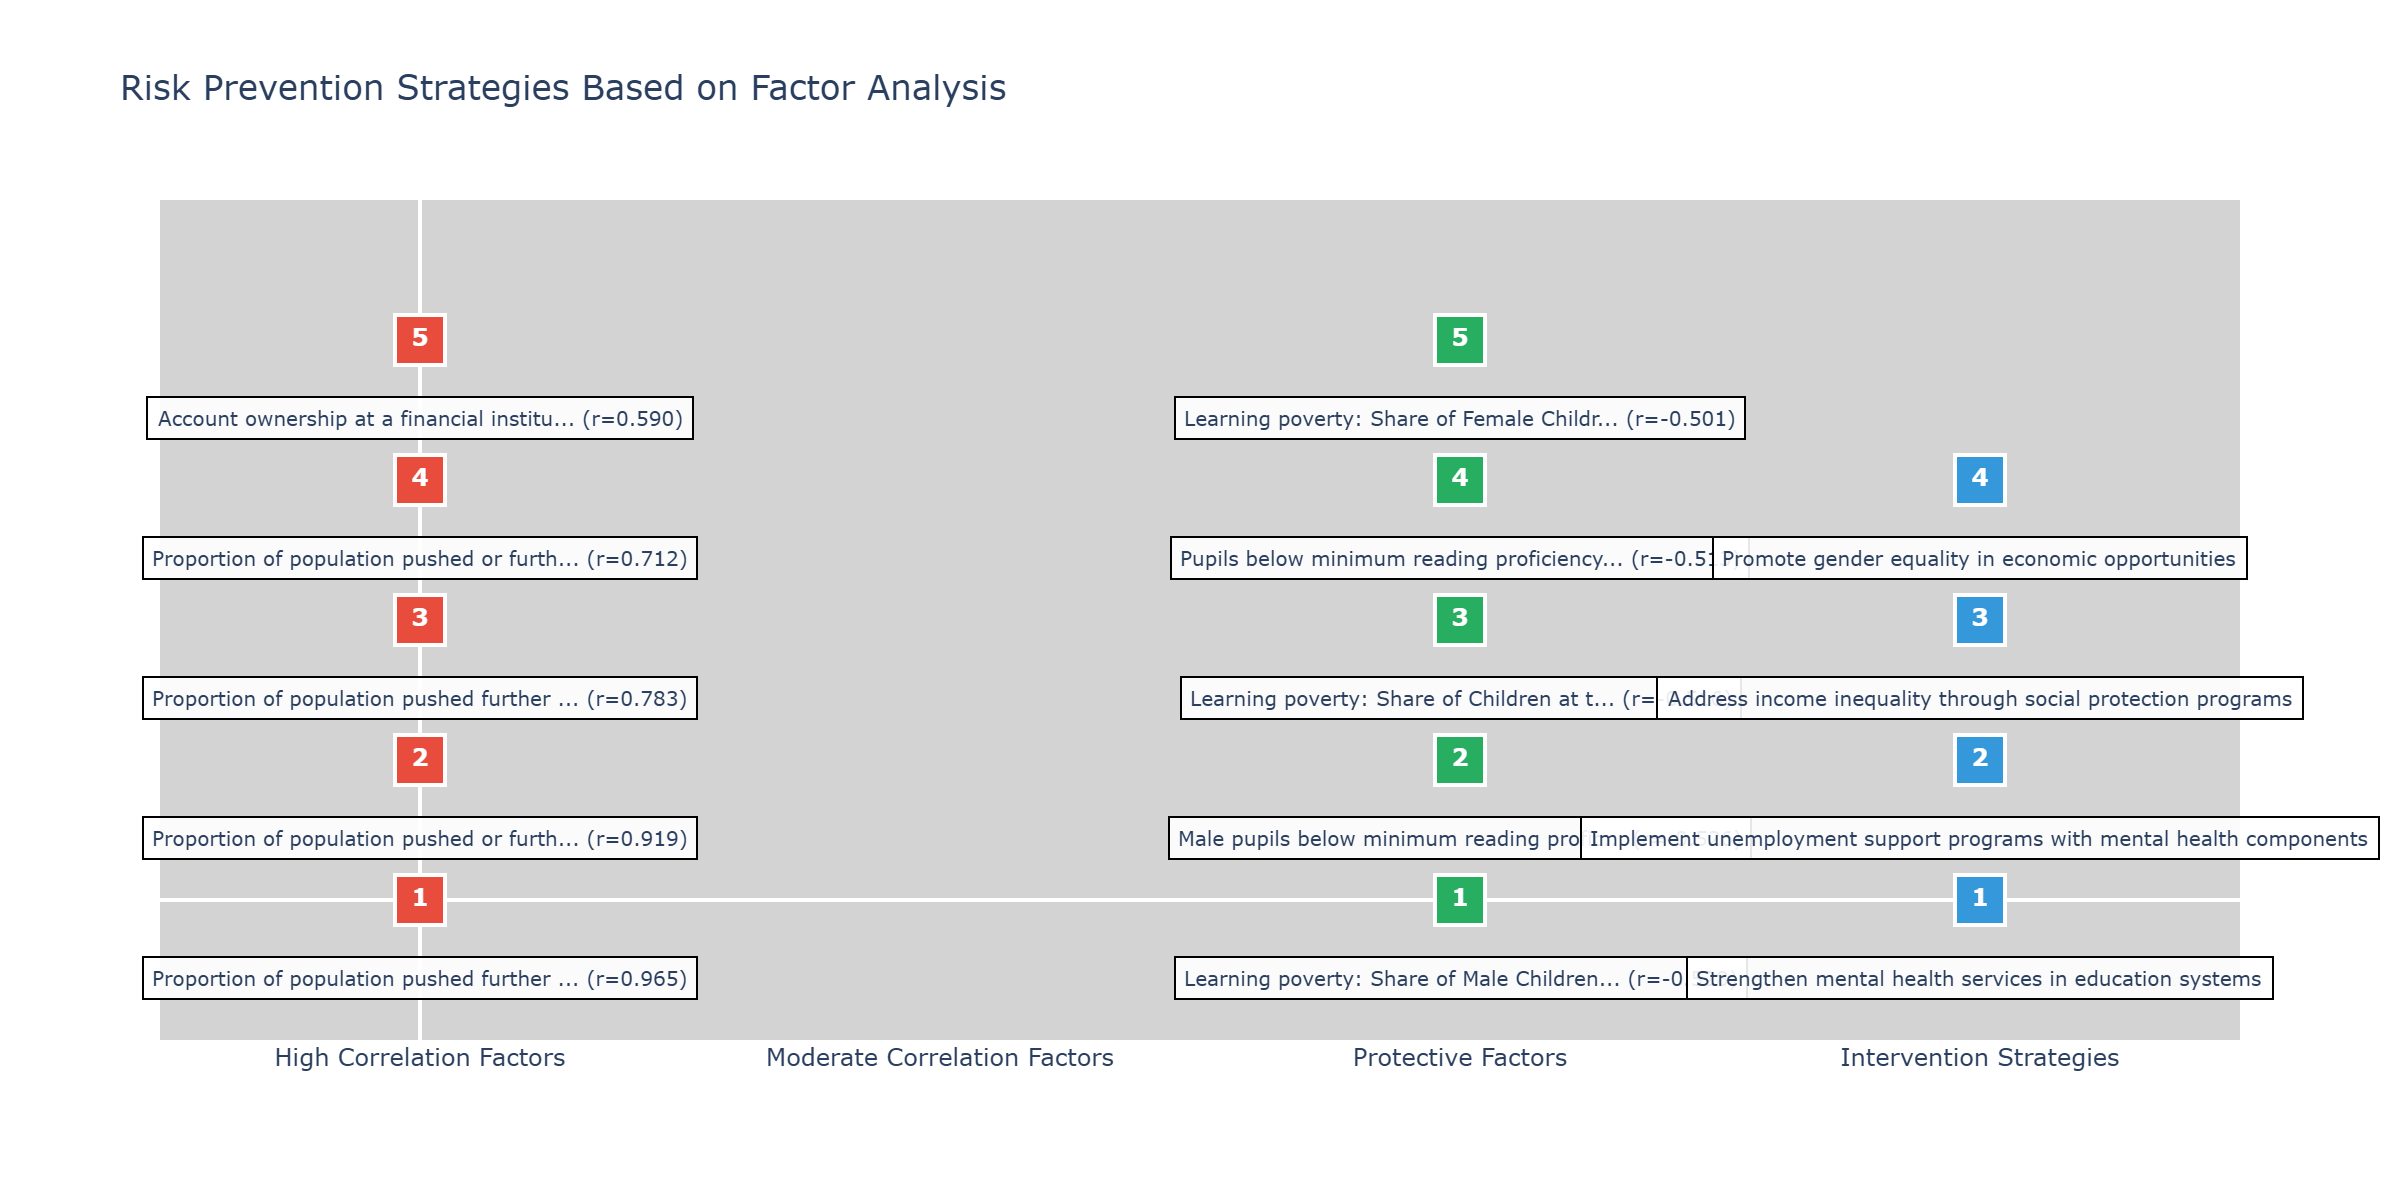 Risk Prevention Strategies Based on Factor Analysis
5
5
Account ownership at a financial institu... (r=0.590)
Learning poverty: Share of Female Childr... (r=-0.501)
4
4
4
Proportion of population pushed or furth... (r=0.712)
Pupils below minimum reading proficiency... (r=-0.5
Promote gender equality in economic opportunities
3
3
3
Proportion of population pushed further ... (r=0.783)
Learning poverty: Share of Children at t... (r=
Address income inequality through social protection programs
2
2
2
Proportion of population pushed or furth... (r=0.919)
Male pupils below minimum reading pro
Implement unemployment support programs with mental health components
1
1
1
Proportion of population pushed further ... (r=0.965)
Learning poverty: Share of Male Children... (r=-0
Strengthen mental health services in education systems
High Correlation Factors
Moderate Correlation Factors
Protective Factors
Intervention Strategies